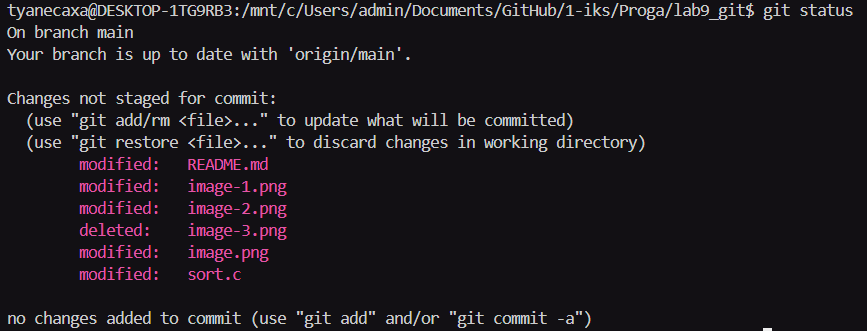 tyanecaxa@DESKTOP-1TG9RB3:/mnt/c/Users/admin/Documents/GitHub/1-iks/Proga/lab9_git$ git status
On branch main
Your branch is up to date with 'origin/main'.

Changes not staged for commit:
  (use "git add/rm <file>..." to update what will be committed)
  (use "git restore <file>..." to discard changes in working directory)
        modified:   README.md
        modified:   image-1.png
        modified:   image-2.png
        deleted:    image-3.png
        modified:   image.png
        modified:   sort.c

no changes added to commit (use "git add" and/or "git commit -a")